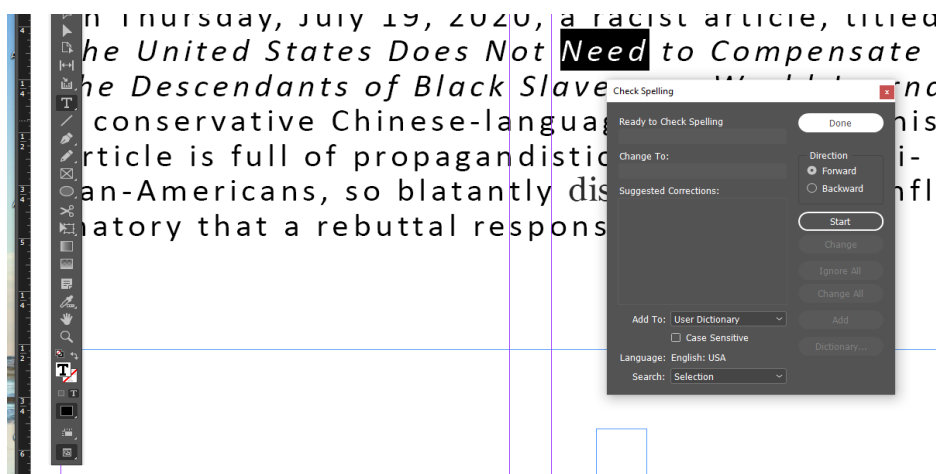 n Thursday, July 19, 2020, a racist article, titled
he United States Does Not Need to Compensate
he Descendants of Black Slave
conservative Chinese-languag
rticle is full of propagandistic
an-Americans, so blatantly dis
natory that a rebuttal respons
Check Spelling
x
Ready to Check Spelling
Done
Change To:
Direction
Forward
Suggested Corrections:
Backward
Start
Change
Ignore All
Change All
Add To: User Dictionary
Add
Case Sensitive
Dictionary...
Language: English: USA
Search: Selection